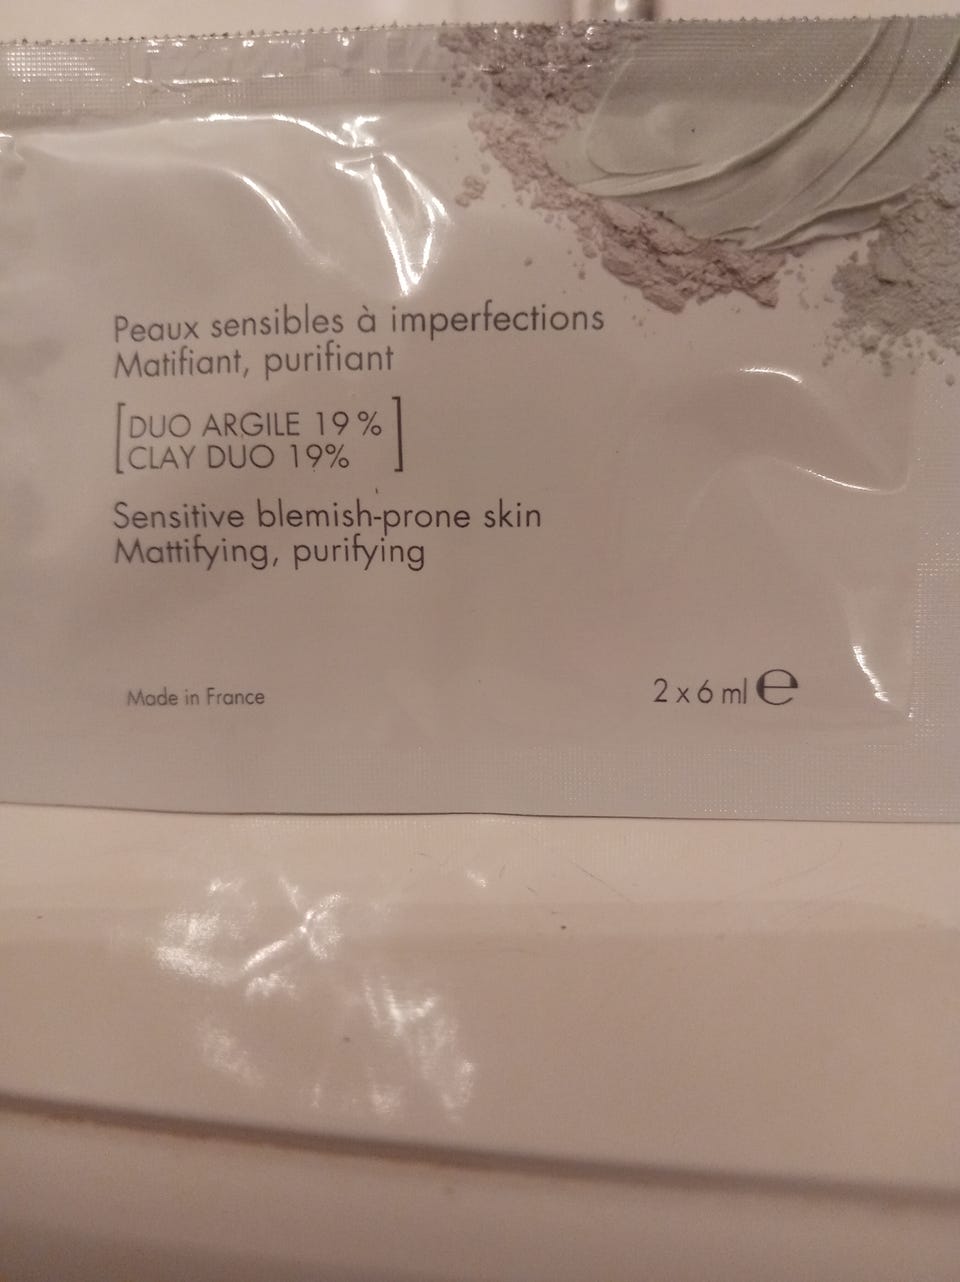 Peaux sensibles à imperfections
Matifiant, purifiant
DUO ARGILE 19 %
CLAY DUO 19%
Sensitive blemish-prone skin
Mattifying, purifying
Made in France
2 x 6 ml ℮